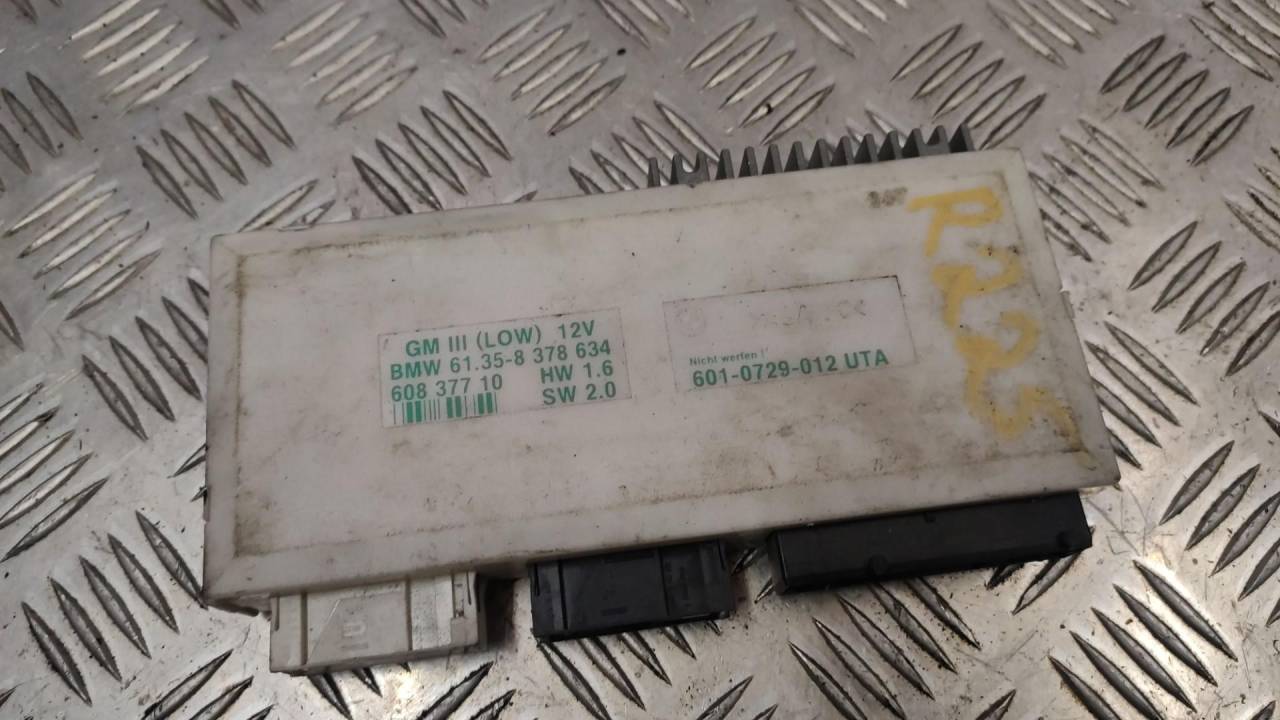 GM III (LOW) 12V
BMW 61.35-8 378 634
608 377 10 HW 1.6
SW 2.0
Nicht werfen !
601-0729-012 UTA
R225